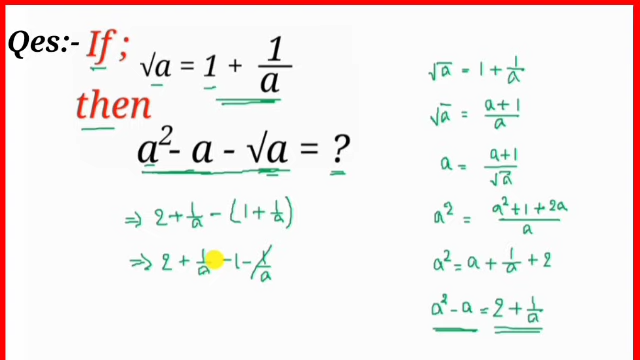 Qes:- If ;
√a = 1 + 1/a
then
a² - a - √a = ?
⇒ 2 + 1/a - (1 + 1/a)
⇒ 2 + 1/a - 1 - 1/a
√a = 1 + 1/a
√a = (a+1)/a
a = (a+1)/√a
a² = (a²+1+2a)/a
a² = a + 1/a + 2
a² - a = 2 + 1/a